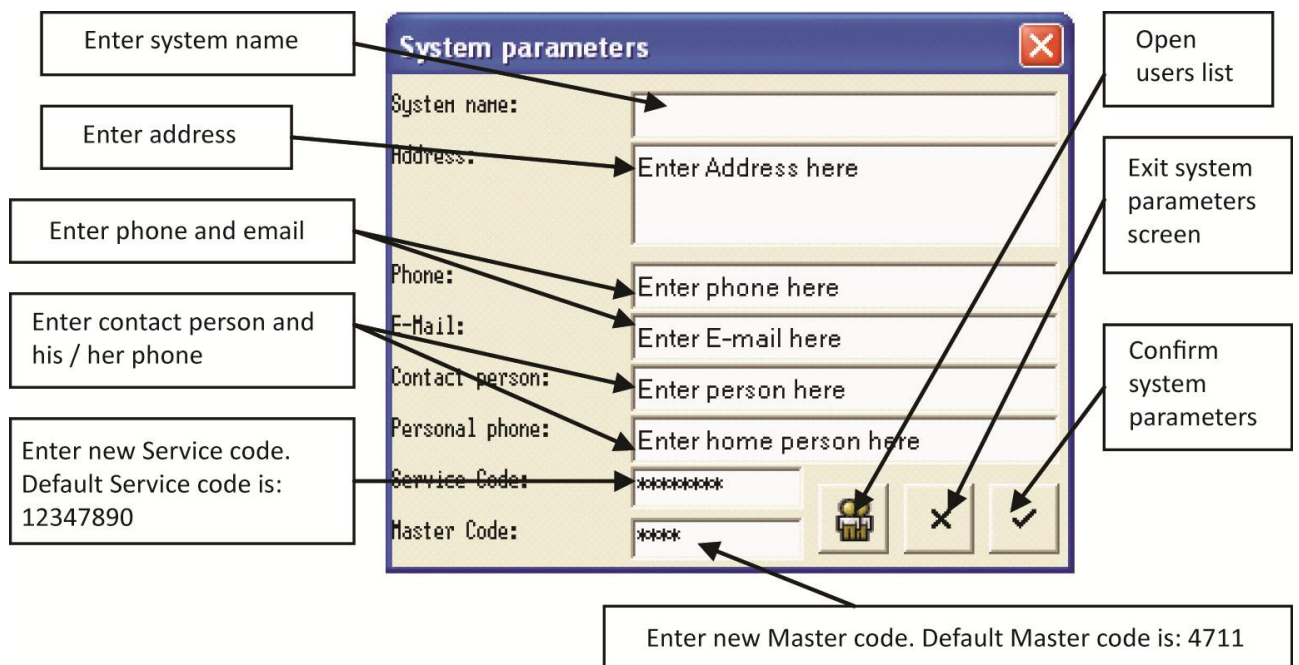 Enter system name
Enter address
Enter phone and email
Enter contact person and
his / her phone
Enter new Service code.
Default Service code is:
12347890
System parameters
System name:
Address:
Enter Address here
Phone:
Enter phone here
E-Mail:
Enter E-mail here
Contact person:
Enter person here
Personal phone:
Enter home person here
Service Code:
********
Master Code:
****
Open
users list
Exit system
parameters
screen
Confirm
system
parameters
Enter new Master code. Default Master code is: 4711